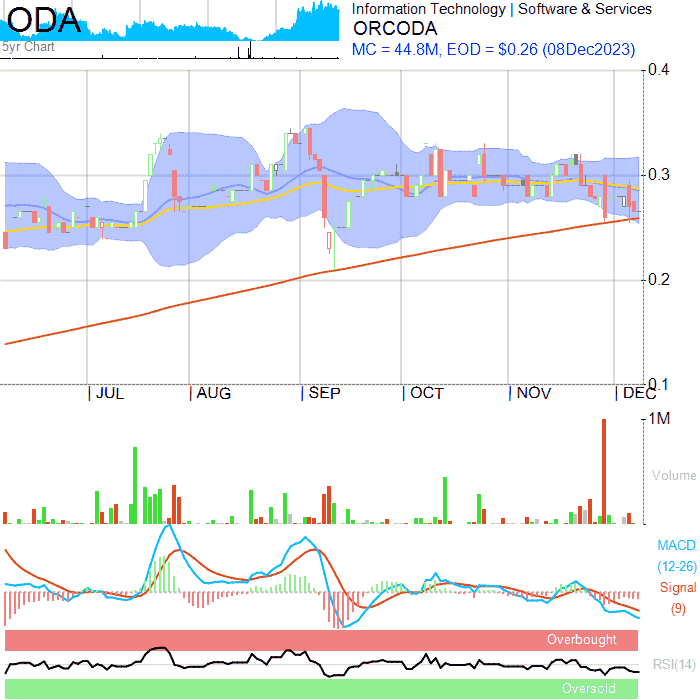 ODA
5yr Chart
Information Technology | Software & Services
ORCODA
MC = 44.8M, EOD = $0.26 (08Dec2023)
0.4
0.3
0.2
0.1
JUL
AUG
SEP
OCT
NOV
DEC
1M
Volume
MACD
(12-26)
Signal
(9)
Overbought
RSI(14)
Oversold